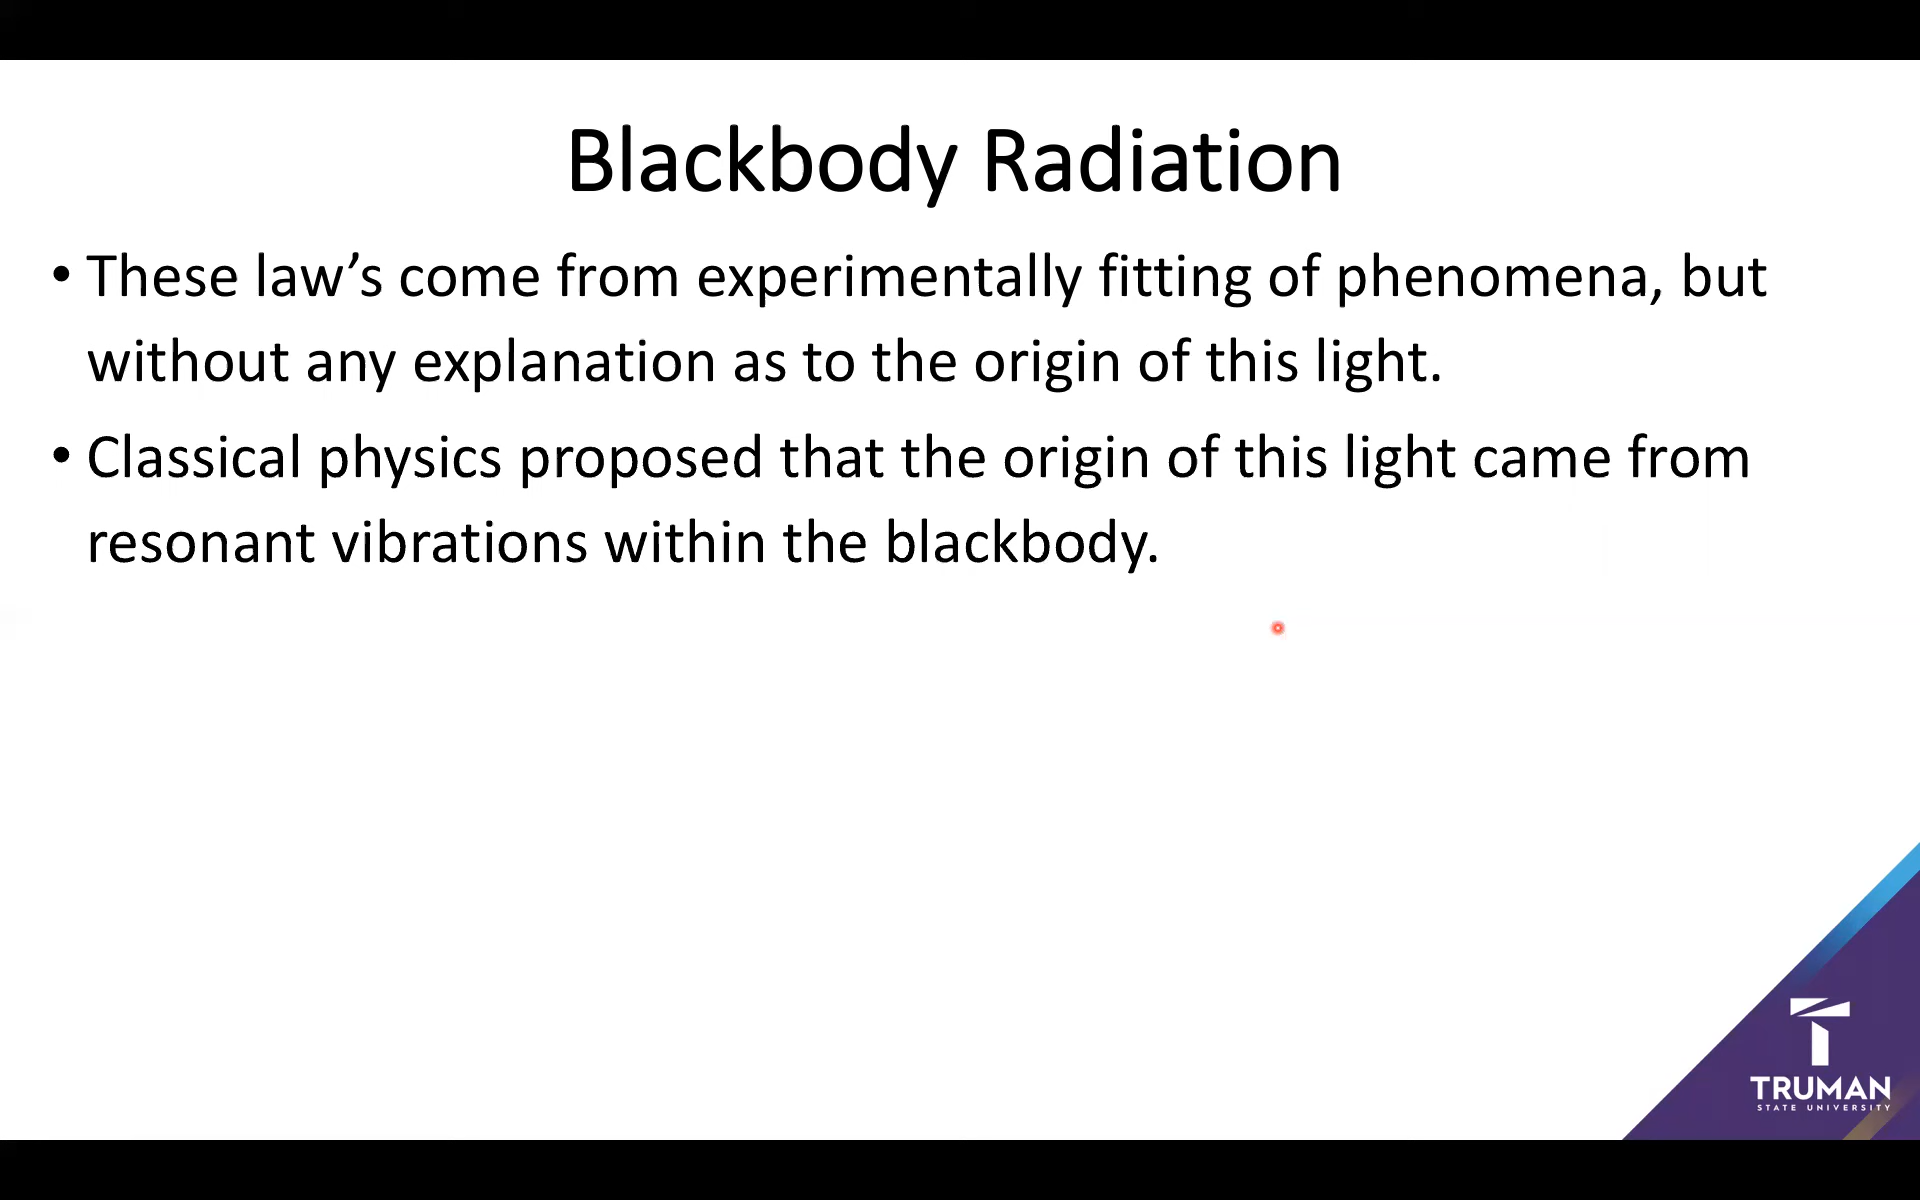 Blackbody Radiation
• These law’s come from experimentally fitting of phenomena, but
without any explanation as to the origin of this light.
• Classical physics proposed that the origin of this light came from
resonant vibrations within the blackbody.
TRUMAN
STATE UNIVERSITY